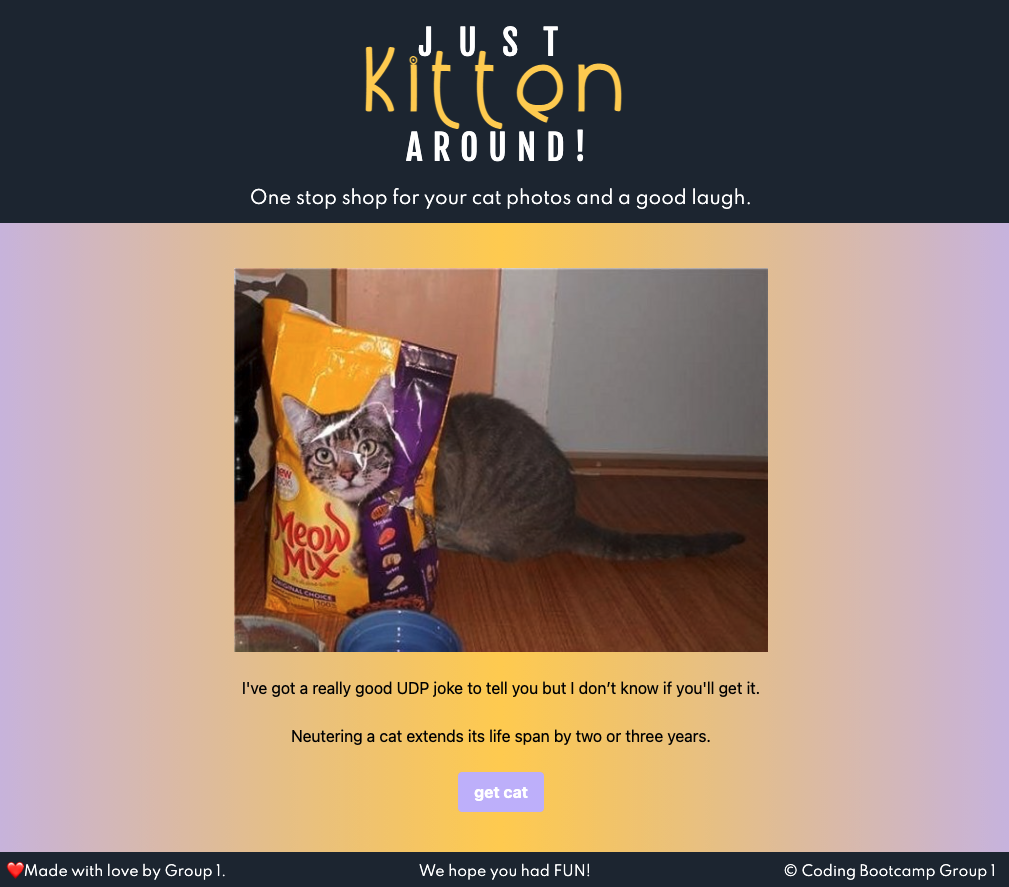 JUST
Kitten
AROUND!
One stop shop for your cat photos and a good laugh.
Meow
Mix
ORIGINAL CHOICE
I've got a really good UDP joke to tell you but I don’t know if you'll get it.
Neutering a cat extends its life span by two or three years.
get cat
❤️Made with love by Group 1.
We hope you had FUN!
© Coding Bootcamp Group 1